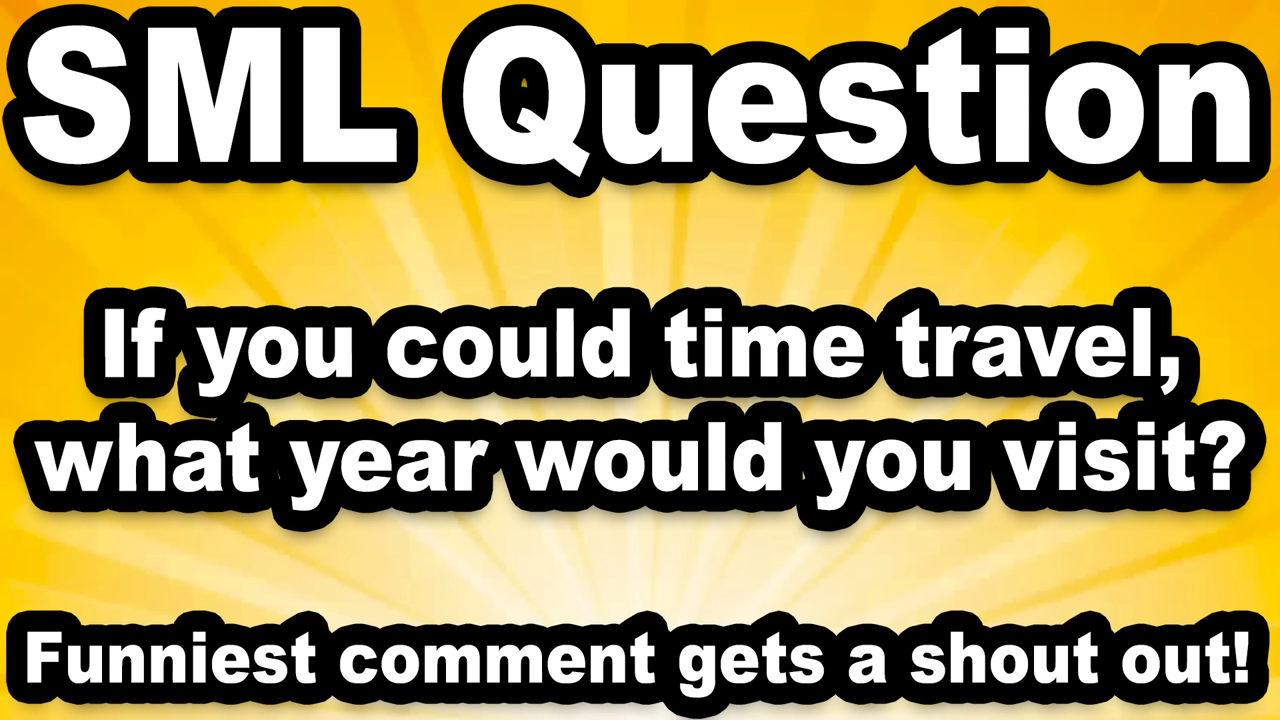 SML Question
If you could time travel,
what year would you visit?
Funniest comment gets a shout out!